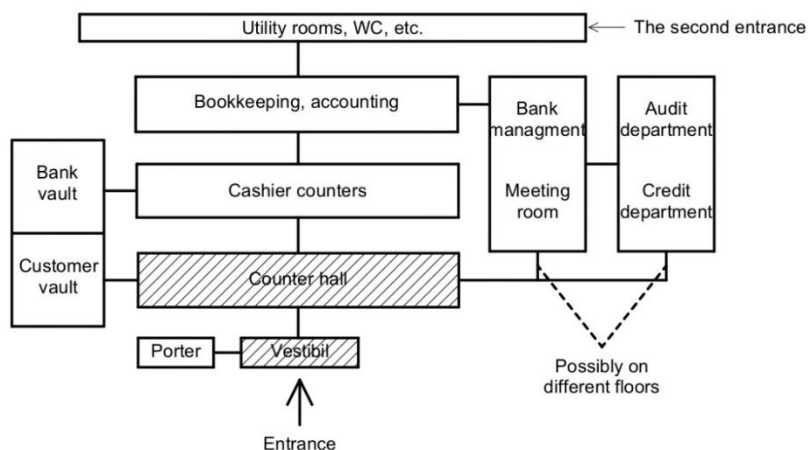 Utility rooms, WC, etc.
The second entrance
Bookkeeping, accounting
Bank
managment
Meeting
room
Audit
department
Credit
department
Bank
vault
Cashier counters
Customer
vault
Counter hall
Porter
Vestibil
Possibly on
different floors
Entrance